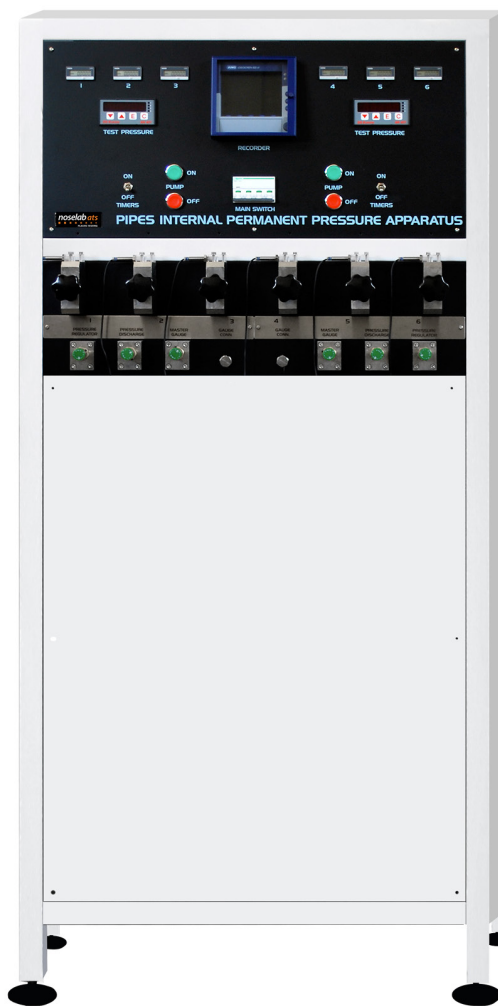 1 2 3 4 5 6
TEST PRESSURE
TEST PRESSURE
RECORDER
ON
OFF
TIMERS
ON
PUMP
OFF
MAIN SWITCH
ON
PUMP
OFF
ON
OFF
TIMERS
noselab ats
PIPES INTERNAL PERMANENT PRESSURE APPARATUS
1 2 3 4 5 6
PRESSURE REGULATOR
PRESSURE DISCHARGE
MASTER GAUGE
GAUGE CONN.
GAUGE CONN.
MASTER GAUGE
PRESSURE DISCHARGE
PRESSURE REGULATOR